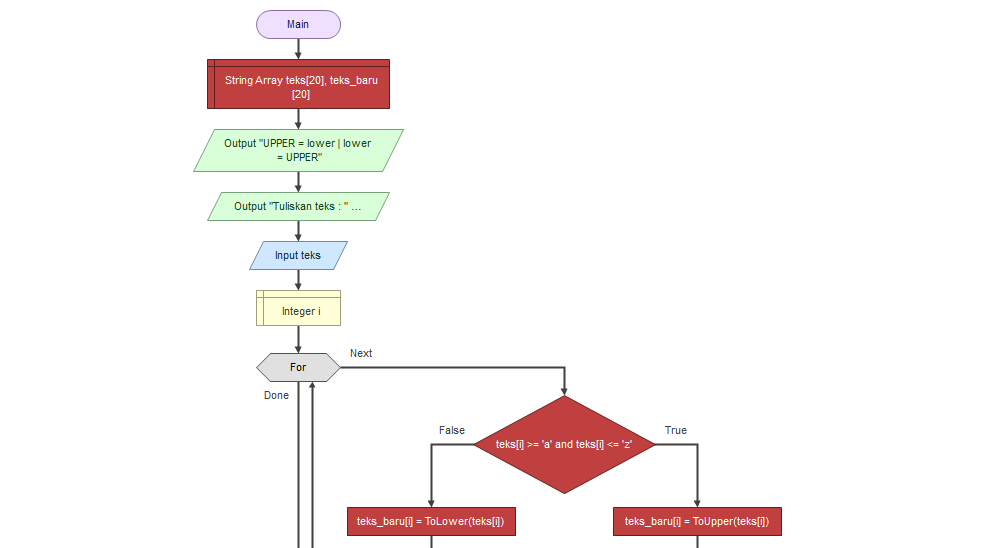 Main
String Array teks[20], teks_baru
[20]
Output "UPPER = lower | lower
= UPPER"
Output "Tuliskan teks : " ...
Input teks
Integer i
For
Next
Done
False
teks[i] >= 'a' and teks[i] <= 'z'
True
teks_baru[i] = ToLower(teks[i])
teks_baru[i] = ToUpper(teks[i])